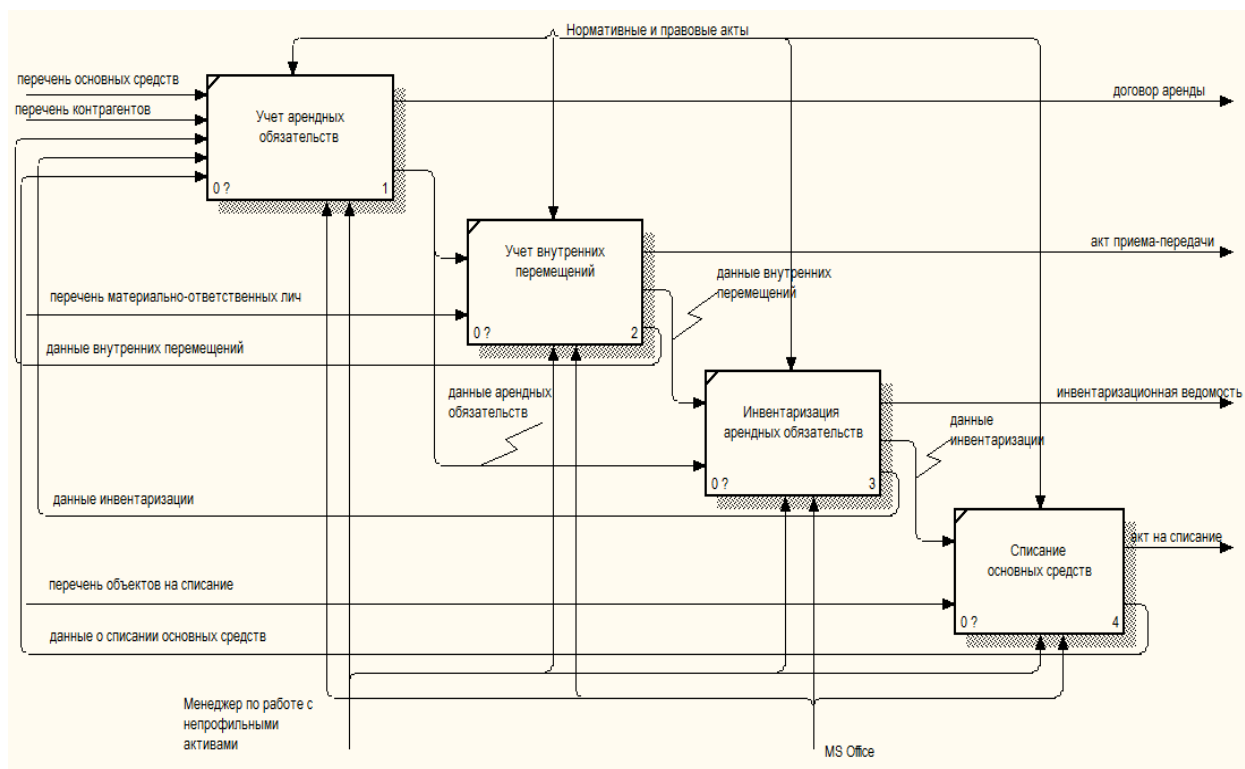 Нормативные и правовые акты
перечень основных средств
договор аренды
перечень контрагентов
Учет арендных
обязательств
0 ?
1
акт приема-передачи
Учет внутренних
перемещений
данные внутренних
перемещений
перечень материально-ответственных лич
0 ?
2
данные внутренних перемещений
данные арендных
обязательств
инвентаризационная ведомость
Инвентаризация
арендных обязательств
данные
инвентаризации
0 ?
3
данные инвентаризации
акт на списание
Списание
основных средств
перечень объектов на списание
0 ?
4
данные о списании основных средств
Менеджер по работе с
непрофильными
активами
MS Office